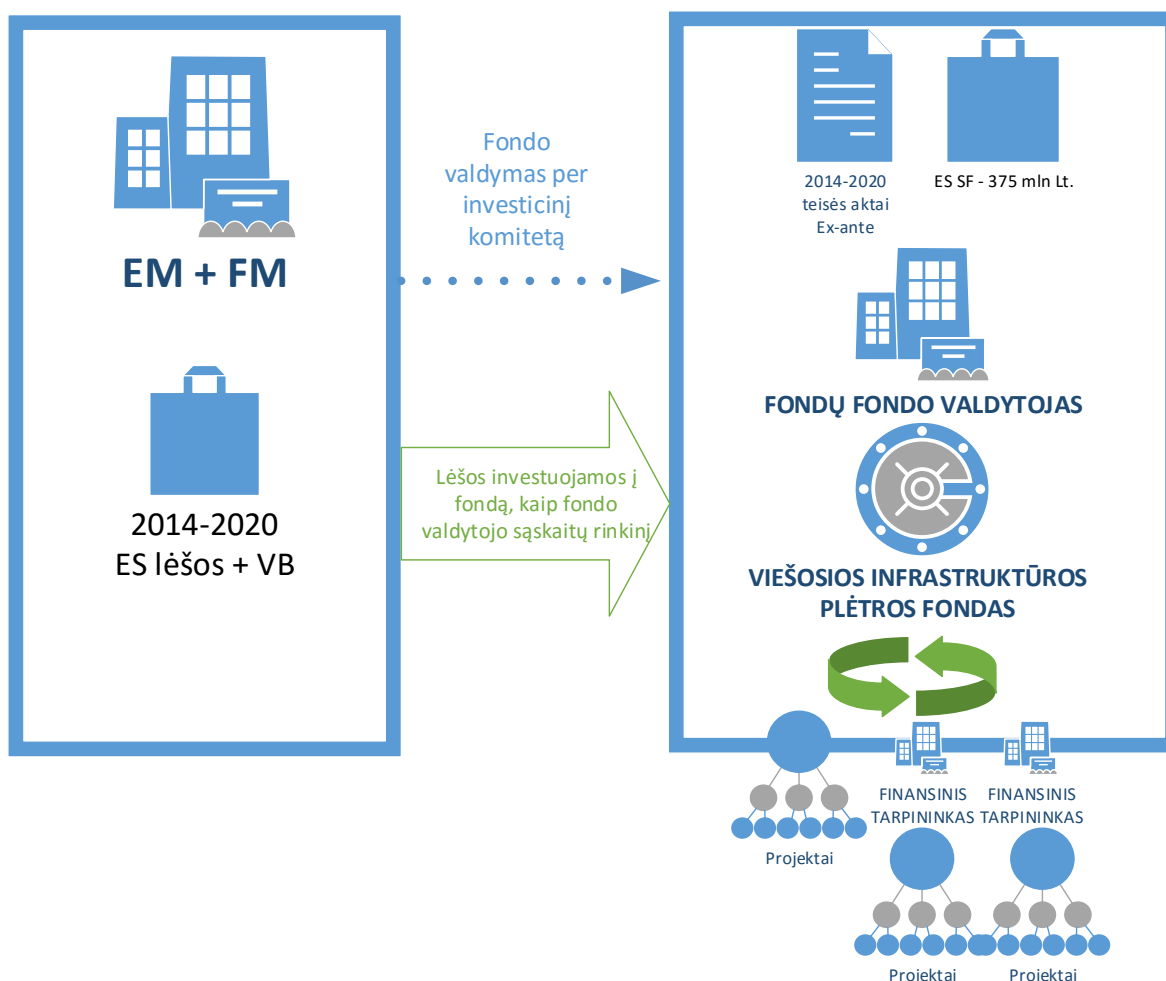 EM + FM
2014-2020
ES lėšos + VB
Fondo
valdymas per
investicinį
komitetą
Lėšos investuojamos į
fondą, kaip fondo
valdytojo sąskaitų rinkinį
2014-2020
teisės aktai
Ex-ante
ES SF - 375 mln Lt.
FONDŲ FONDO VALDYTOJAS
VIEŠOSIOS INFRASTRUKTŪROS
PLĖTROS FONDAS
FINANSINIS
TARPININKAS
FINANSINIS
TARPININKAS
Projektai
Projektai
Projektai